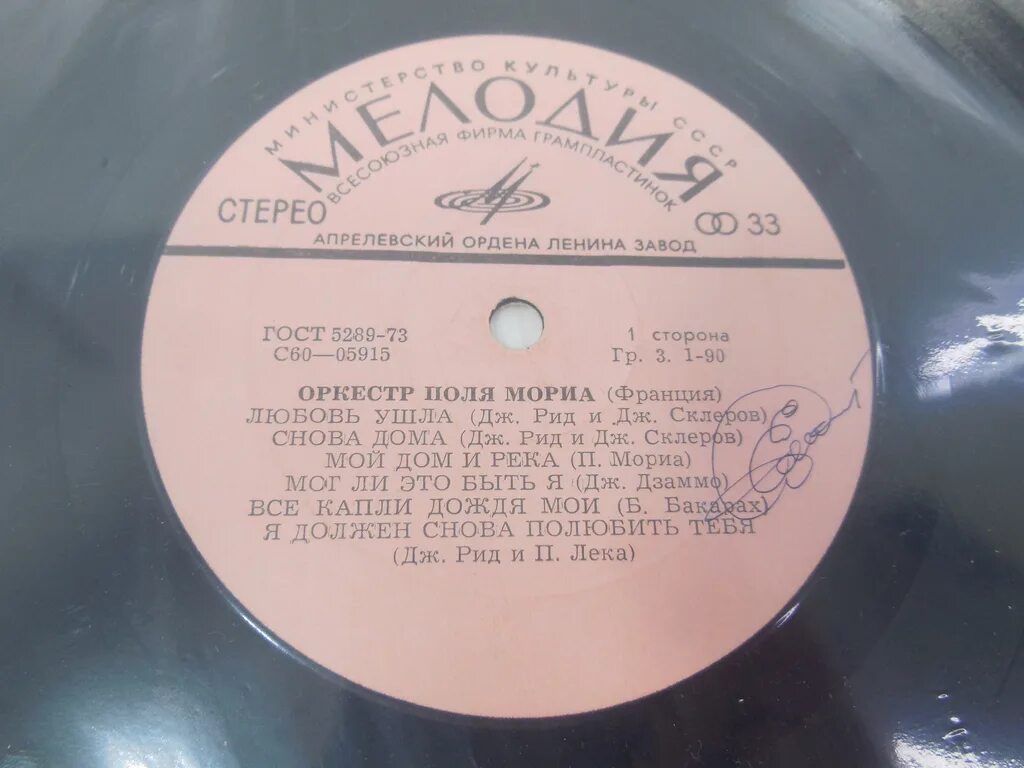 МИНИСТЕРСТВО КУЛЬТУРЫ СССР
МЕЛОДИЯ
ВСЕСОЮЗНАЯ ФИРМА ГРАМПЛАСТИНОК
СТЕРЕО
33
АПРЕЛЕВСКИЙ ОРДЕНА ЛЕНИНА ЗАВОД
ГОСТ 5289-73
1 сторона
С60—05915
Гр. 3. 1-90
ОРКЕСТР ПОЛЯ МОРИА (Франция)
ЛЮБОВЬ УШЛА (Дж. Рид и Дж. Склеров)
СНОВА ДОМА (Дж. Рид и Дж. Склеров)
МОЙ ДОМ И РЕКА (П. Мориа)
МОГ ЛИ ЭТО БЫТЬ Я (Дж. Дзаммо)
ВСЕ КАПЛИ ДОЖДЯ МОИ (Б. Бакарах)
Я ДОЛЖЕН СНОВА ПОЛЮБИТЬ ТЕБЯ
(Дж. Рид и П. Лека)